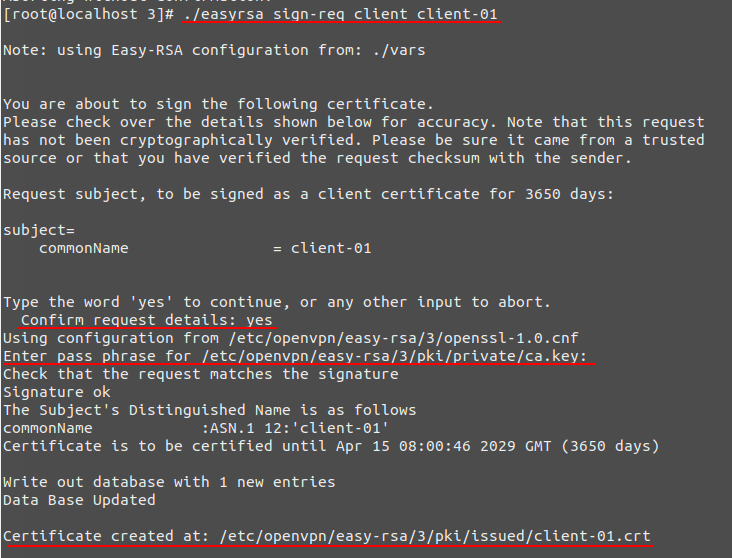 [root@localhost 3]# ./easyrsa sign-req client client-01
Note: using Easy-RSA configuration from: ./vars
You are about to sign the following certificate.
Please check over the details shown below for accuracy. Note that this request
has not been cryptographically verified. Please be sure it came from a trusted
source or that you have verified the request checksum with the sender.
Request subject, to be signed as a client certificate for 3650 days:
subject=
    commonName                = client-01
Type the word 'yes' to continue, or any other input to abort.
  Confirm request details: yes
Using configuration from /etc/openvpn/easy-rsa/3/openssl-1.0.cnf
Enter pass phrase for /etc/openvpn/easy-rsa/3/pki/private/ca.key:
Check that the request matches the signature
Signature ok
The Subject's Distinguished Name is as follows
commonName            :ASN.1 12:'client-01'
Certificate is to be certified until Apr 15 08:00:46 2029 GMT (3650 days)
Write out database with 1 new entries
Data Base Updated
Certificate created at: /etc/openvpn/easy-rsa/3/pki/issued/client-01.crt